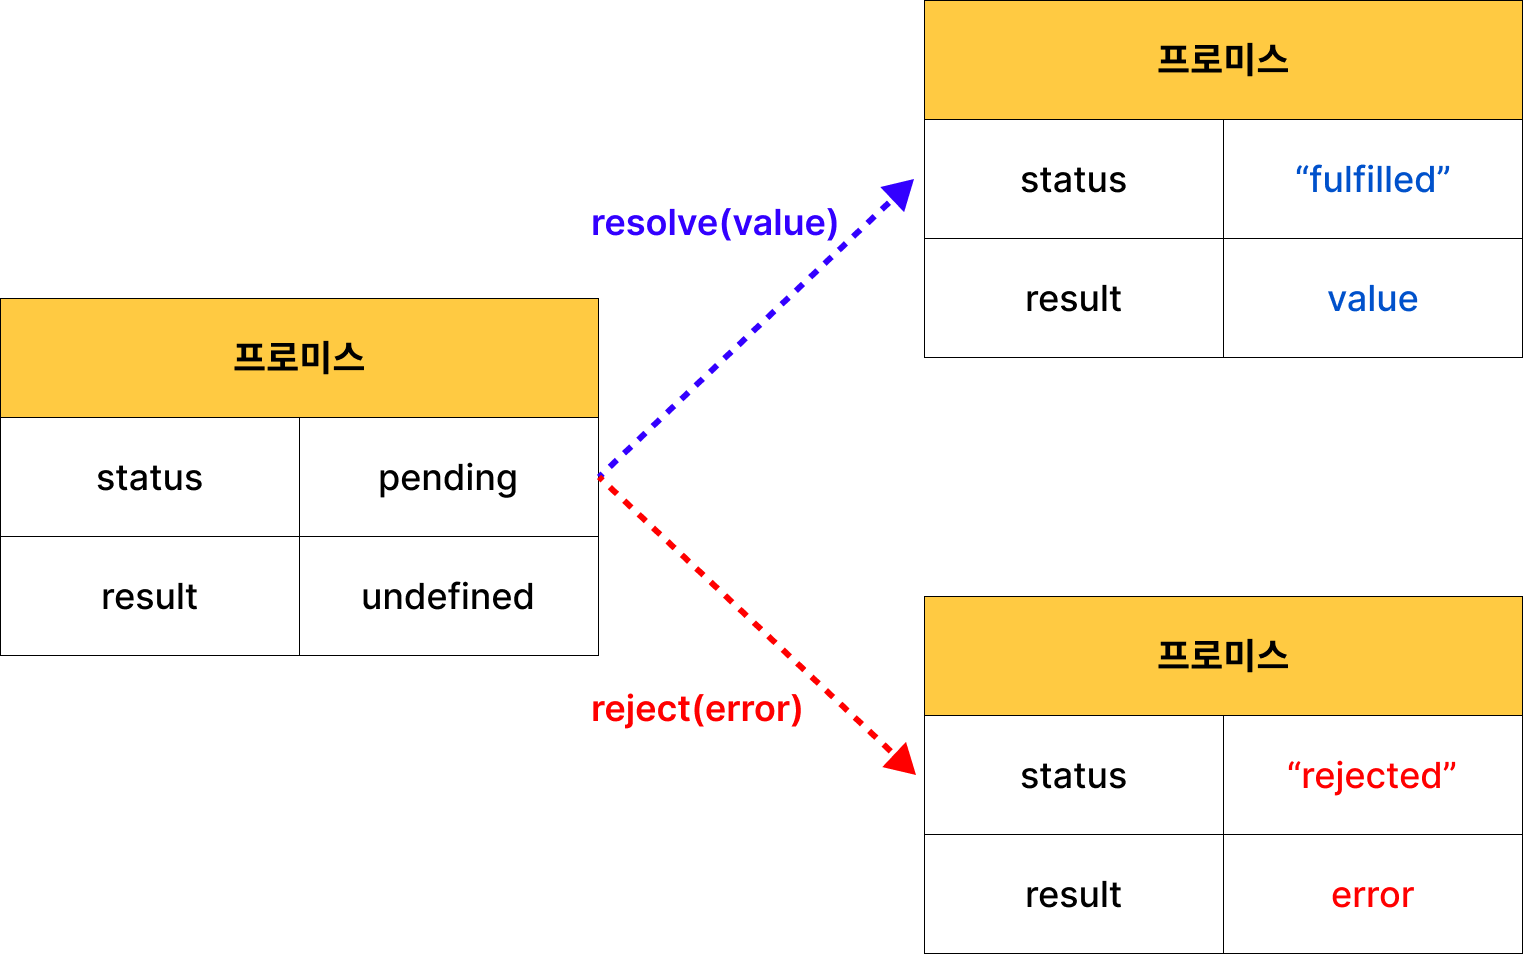 프로미스
status pending
result undefined
resolve(value)
reject(error)
프로미스
status “fulfilled”
result value
프로미스
status “rejected”
result error